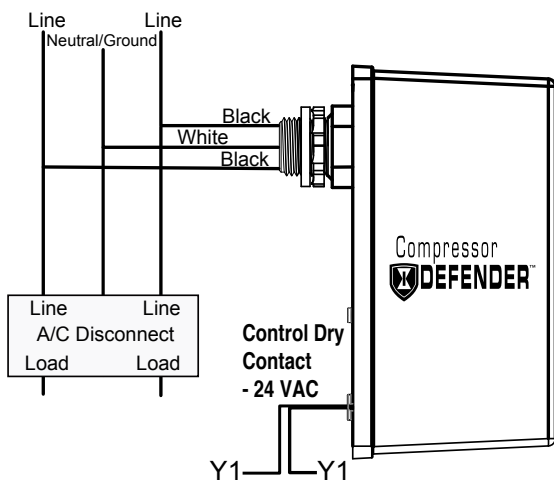 Line Line
Neutral/Ground
Black
White
Black
Compressor
DEFENDER™
Line Line
A/C Disconnect
Load Load
Control Dry
Contact
- 24 VAC
Y1 Y1